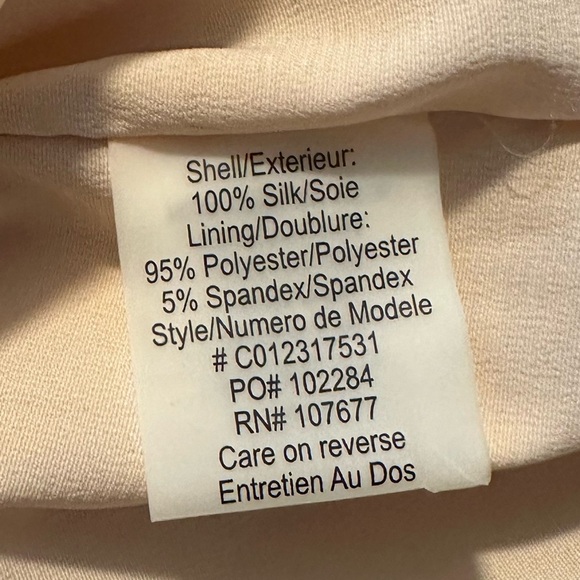 Shell/Exterieur:
100% Silk/Soie
Lining/Doublure:
95% Polyester/Polyester
5% Spandex/Spandex
Style/Numero de Modele
# C012317531
PO# 102284
RN# 107677
Care on reverse
Entretien Au Dos